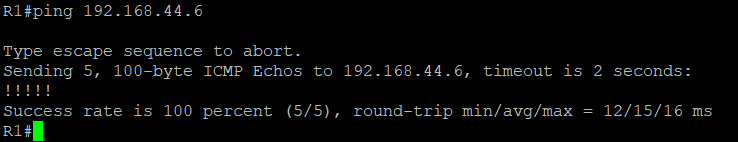 R1#ping 192.168.44.6
Type escape sequence to abort.
Sending 5, 100-byte ICMP Echos to 192.168.44.6, timeout is 2 seconds:
!!!!!
Success rate is 100 percent (5/5), round-trip min/avg/max = 12/15/16 ms
R1#